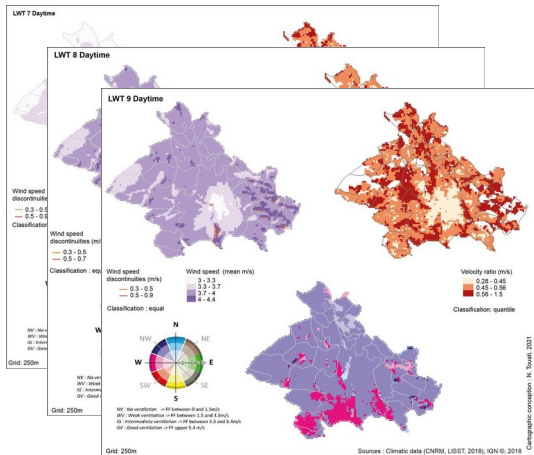 LWT 7 Daytime
Wind speed
discontinuities
0.3 - 0.5
0.5 - 0.9
Classification
Grid: 250m
LWT 8 Daytime
Wind speed
discontinuities (m/s)
0.3 - 0.5
0.5 - 0.7
Classification : equal
Grid: 250m
LWT 9 Daytime
Wind speed
discontinuities (m/s)
0.3 - 0.5
0.5 - 0.9
Classification : equal
Wind speed (mean m/s)
3 - 3.3
3.3 - 3.7
3.7 - 4
4 - 4.4
Velocity ratio (m/s)
0.28 - 0.45
0.45 - 0.56
0.56 - 1.5
Classification: quantile
N
NW
NE
W
E
SW
SE
S
NV : No ventilation -> FF between 0 and 1.5m/s
WV : Weak ventilation -> FF between 1.5 and 3.3m/s
IG : Intermediate ventilation -> FF between 3.3 and 5.4m/s
GV : Good ventilation -> FF upper 5.4 m/s
Grid: 250m
Sources : Climatic data (CNRM, LISST, 2018), IGN ©, 2018
Cartographic conception : N. Touati, 2021